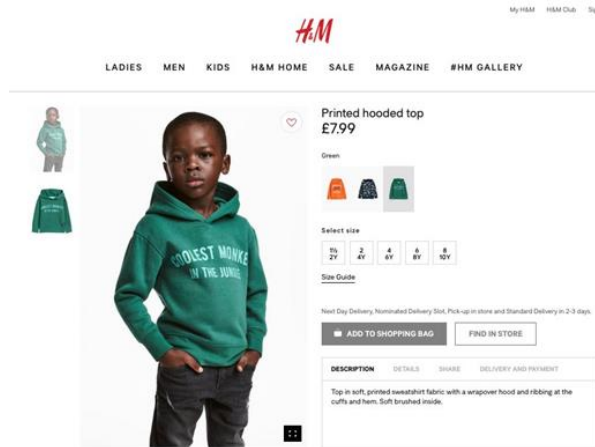 My H&M H&M Club
H&M
LADIES MEN KIDS H&M HOME SALE MAGAZINE #HM GALLERY
Printed hooded top
£7.99
Green
COOLEST MONKE
IN THE JUNGL
Select size
1½ 2 4 6 8
2Y 4Y 6Y 8Y 10Y
Size Guide
Next Day Delivery, Nominated Delivery Slot, Pick-up in store and Standard Delivery in 2-3 days.
ADD TO SHOPPING BAG FIND IN STORE
DESCRIPTION DETAILS SHARE DELIVERY AND PAYMENT
Top in soft, printed sweatshirt fabric with a wrapover hood and ribbing at the
cuffs and hem. Soft brushed inside.